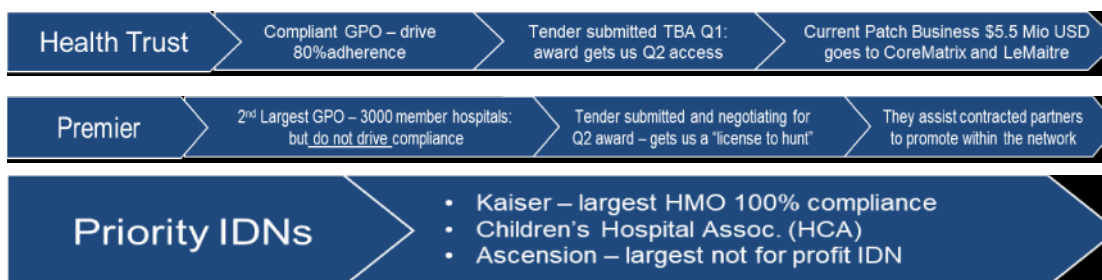 Health Trust
Compliant GPO – drive
80%adherence
Tender submitted TBA Q1:
award gets us Q2 access
Current Patch Business $5.5 Mio USD
goes to CoreMatrix and LeMaitre
Premier
2nd Largest GPO – 3000 member hospitals:
but do not drive compliance
Tender submitted and negotiating for
Q2 award – gets us a “license to hunt”
They assist contracted partners
to promote within the network
Priority IDNs
• Kaiser – largest HMO 100% compliance
• Children’s Hospital Assoc. (HCA)
• Ascension – largest not for profit IDN